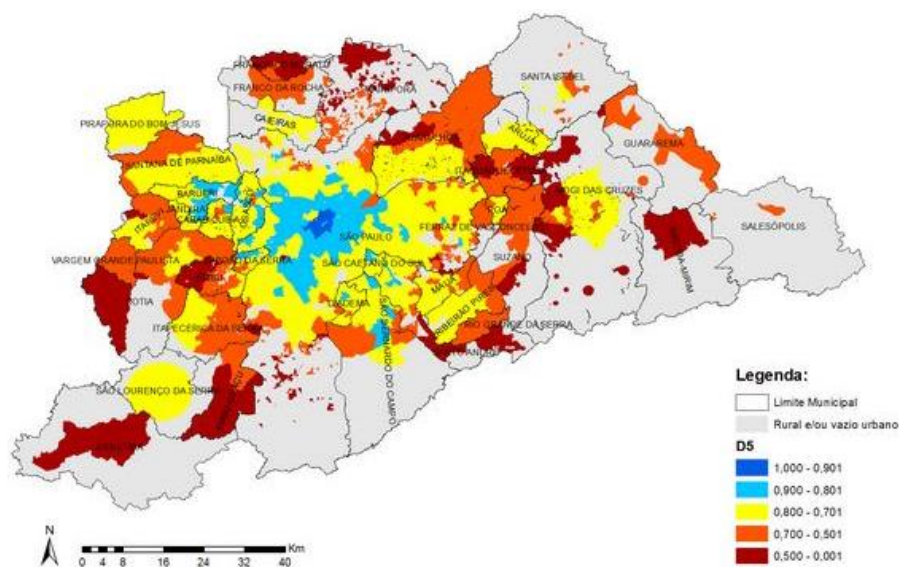 SANTA ISABEL
FRANCO DA ROCHA
CAIEIRAS
PIRAPORA DO BOM JESUS
ARUJÁ
GUARAREMA
SANTANA DE PARNAÍBA
BARUERI
MOGI DAS CRUZES
POÁ
SALESÓPOLIS
FERRAZ DE VASCONCELOS
SÃO PAULO
ITAPEVI
VARGEM GRANDE PAULISTA
SUZANO
SÃO CAETANO DO SUL
MAUÁ
COTIA
DIADEMA
RIBEIRÃO PIRES
ITAPECERICA DA SERRA
RIO GRANDE DA SERRA
SÃO BERNARDO DO CAMPO
SÃO LOURENÇO DA SERRA
Legenda:
Limite Municipal
Rural e/ou vazio urbano
D5
1,000 - 0,901
0,900 - 0,801
0,800 - 0,701
0,700 - 0,501
0,500 - 0,001
N
Km
0 4 8 16 24 32 40